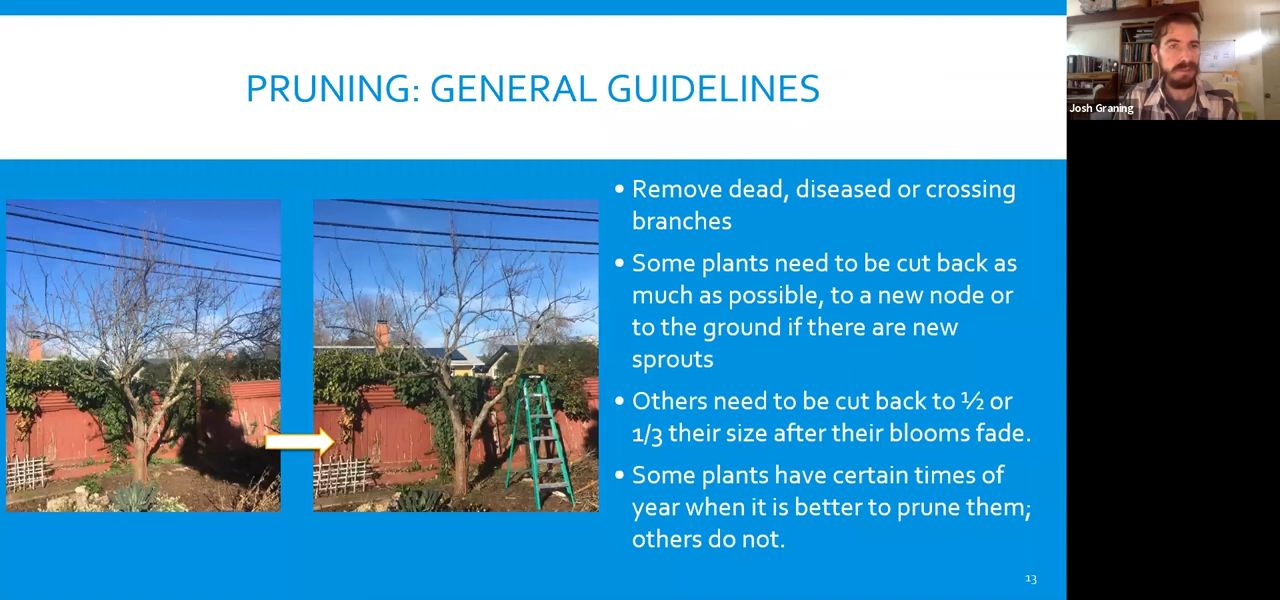 PRUNING: GENERAL GUIDELINES
Josh Graning
• Remove dead, diseased or crossing
branches
• Some plants need to be cut back as
much as possible, to a new node or
to the ground if there are new
sprouts
• Others need to be cut back to ½ or
1/3 their size after their blooms fade.
• Some plants have certain times of
year when it is better to prune them;
others do not.
13